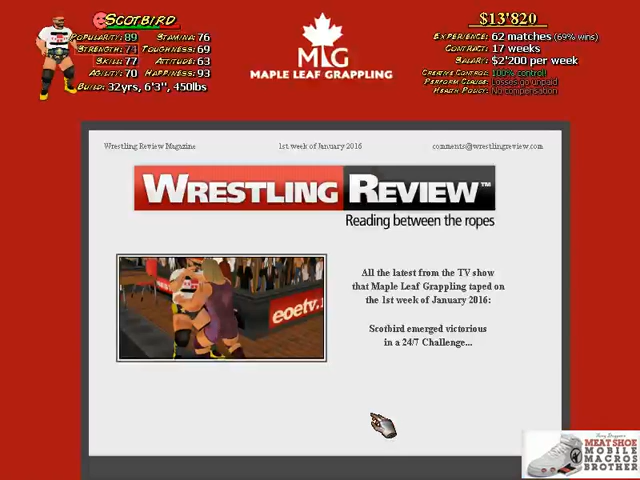 SCOTBIRD
POPULARITY: 89 STAMINA: 76
STRENGTH: 74 TOUGHNESS: 69
SKILL: 77 ATTITUDE: 63
AGILITY: 70 HAPPINESS: 93
BUILD: 32yrs, 6'3", 450lbs
MLG
MAPLE LEAF GRAPPLING
$13'820
EXPERIENCE: 62 matches (69% wins)
CONTRACT: 17 weeks
SALARY: $2'200 per week
CREATIVE CONTROL: 100% control!
PERFORM CLAUSE: Losses go unpaid
HEALTH POLICY: No compensation
Wrestling Review Magazine 1st week of January 2016 comments@wrestlingreview.com
WRESTLING REVIEW™
Reading between the ropes
All the latest from the TV show
that Maple Leaf Grappling taped on
the 1st week of January 2016:
Scotbird emerged victorious
in a 24/7 Challenge...
eoetv.
MEAT SHOE
MOBILE
MACROS
BROTHER